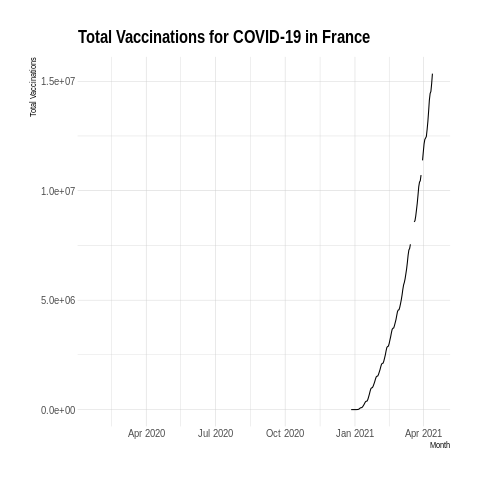 Total Vaccinations for COVID-19 in France
Total Vaccinations
1.5e+07
1.0e+07
5.0e+06
0.0e+00
Apr 2020 Jul 2020 Oct 2020 Jan 2021 Apr 2021
Month